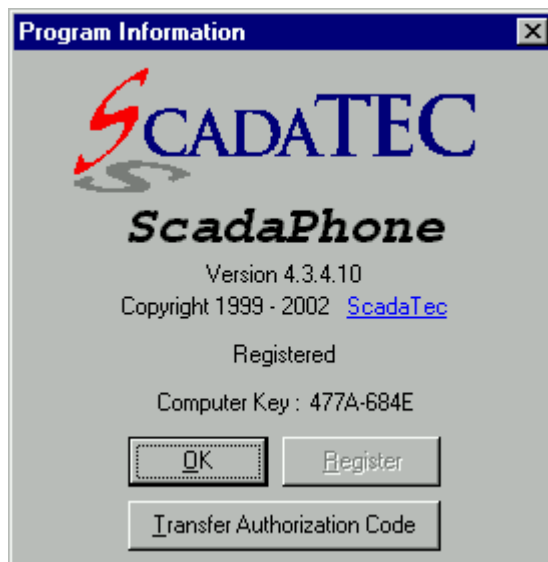 Program Information
SCADATEC
ScadaPhone
Version 4.3.4.10
Copyright 1999 - 2002 ScadaTec
Registered
Computer Key : 477A-684E
OK Register
Transfer Authorization Code